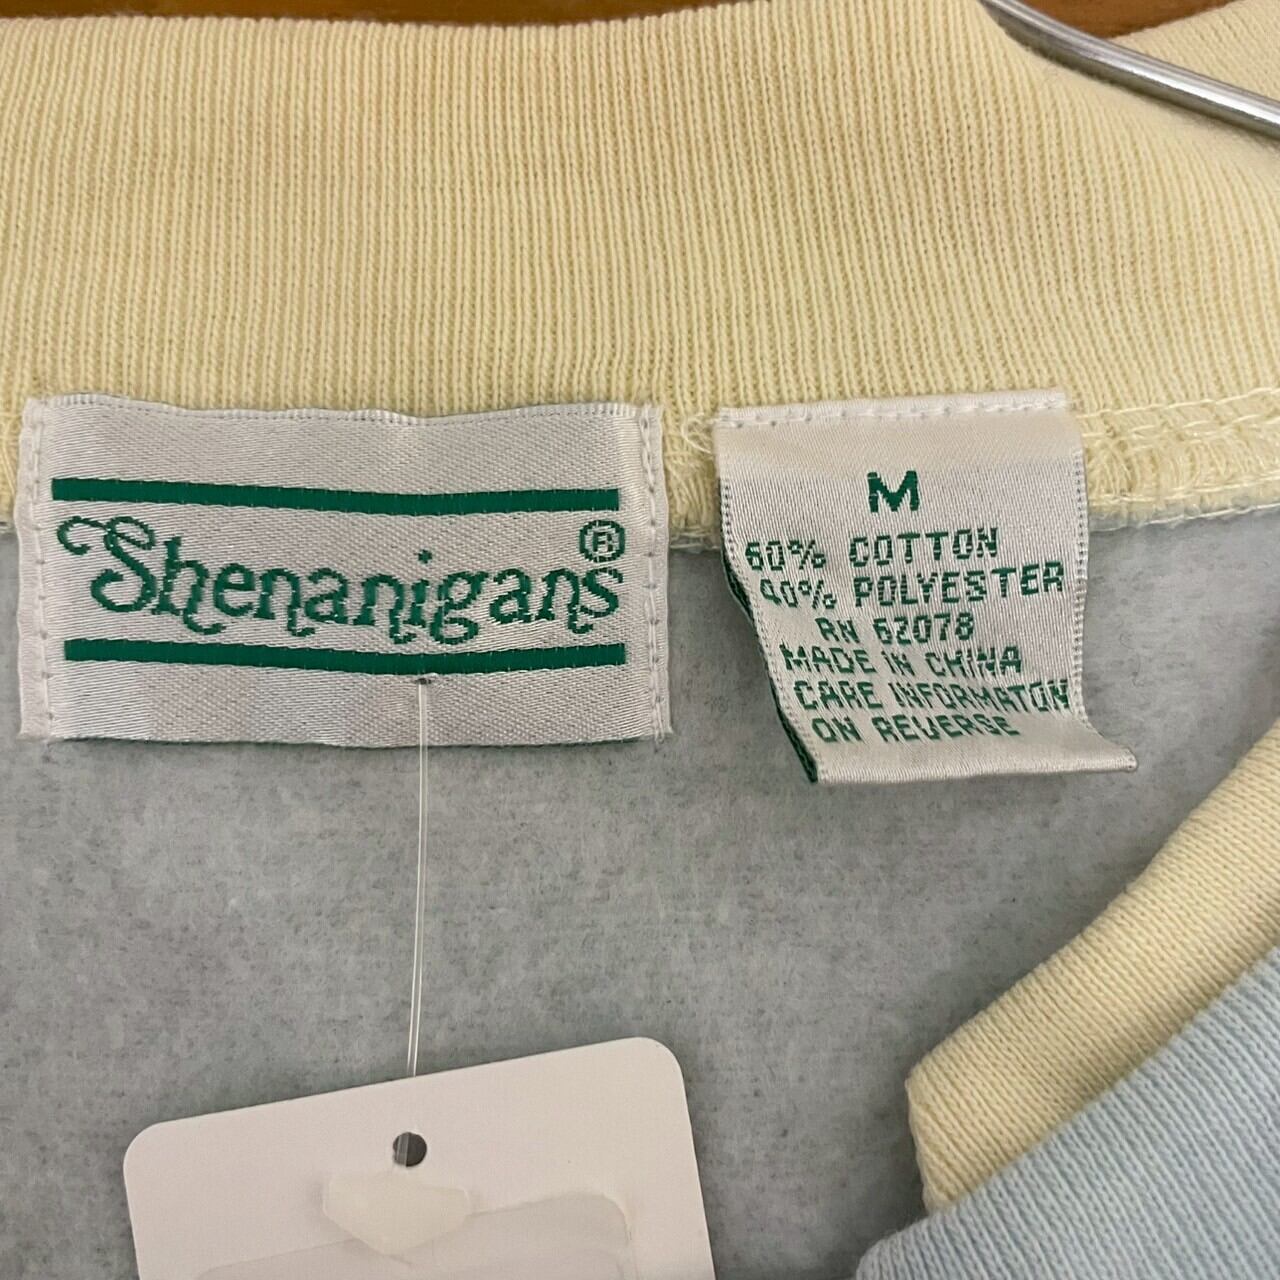 Shenanigans ®
M
60% COTTON
40% POLYESTER
RN 62078
MADE IN CHINA
CARE INFORMATON
ON REVERSE